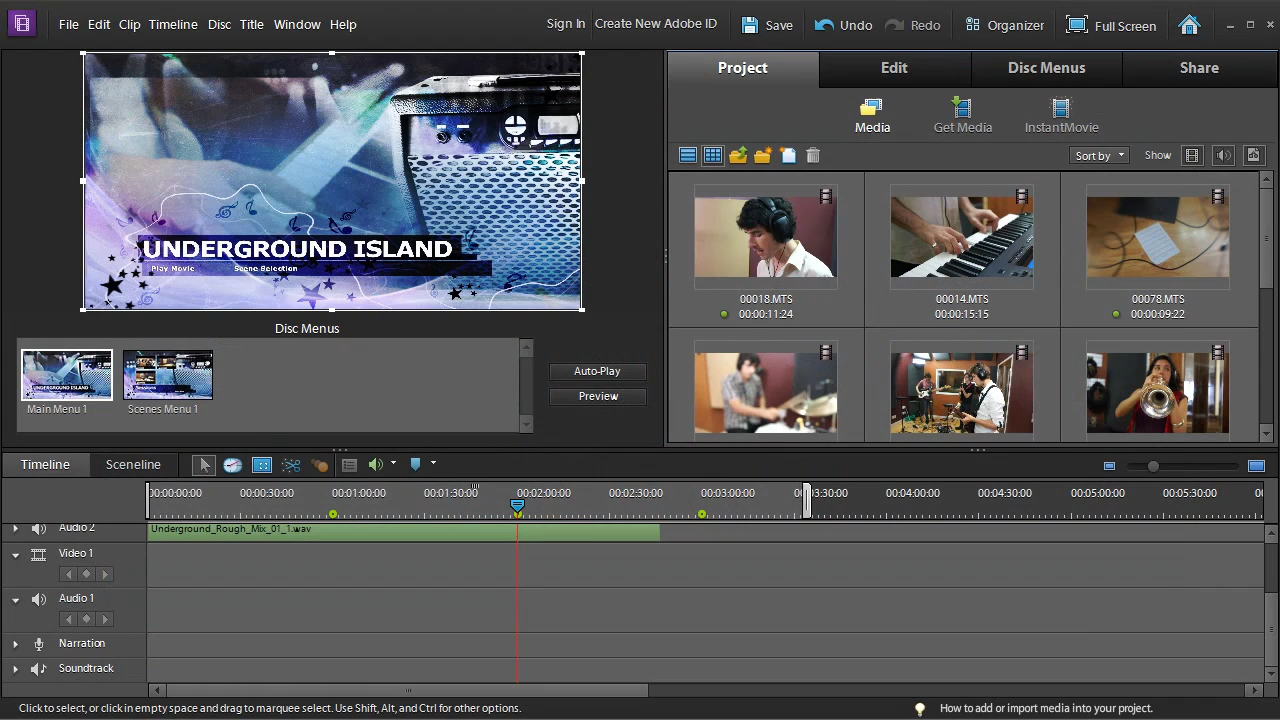 File Edit Clip Timeline Disc Title Window Help
Sign In Create New Adobe ID Save Undo Redo Organizer Full Screen
UNDERGROUND ISLAND
Play Movie Scene Selection
Disc Menus
Main Menu 1
Scenes Menu 1
Auto-Play
Preview
Project Edit Disc Menus Share
Media Get Media InstantMovie
Sort by Show
00018.MTS
00:00:11:24
00014.MTS
00:00:15:15
00078.MTS
00:00:09:22
Timeline Sceneline
00:00:00:00 00:00:30:00 00:01:00:00 00:01:30:00 00:02:00:00 00:02:30:00 00:03:00:00 03:30:00 00:04:00:00 00:04:30:00 00:05:00:00 00:05:30:00
Audio 2
Underground_Rough_Mix_01_1.wav
Video 1
Audio 1
Narration
Soundtrack
Click to select, or click in empty space and drag to marquee select. Use Shift, Alt, and Ctrl for other options.
How to add or import media into your project.